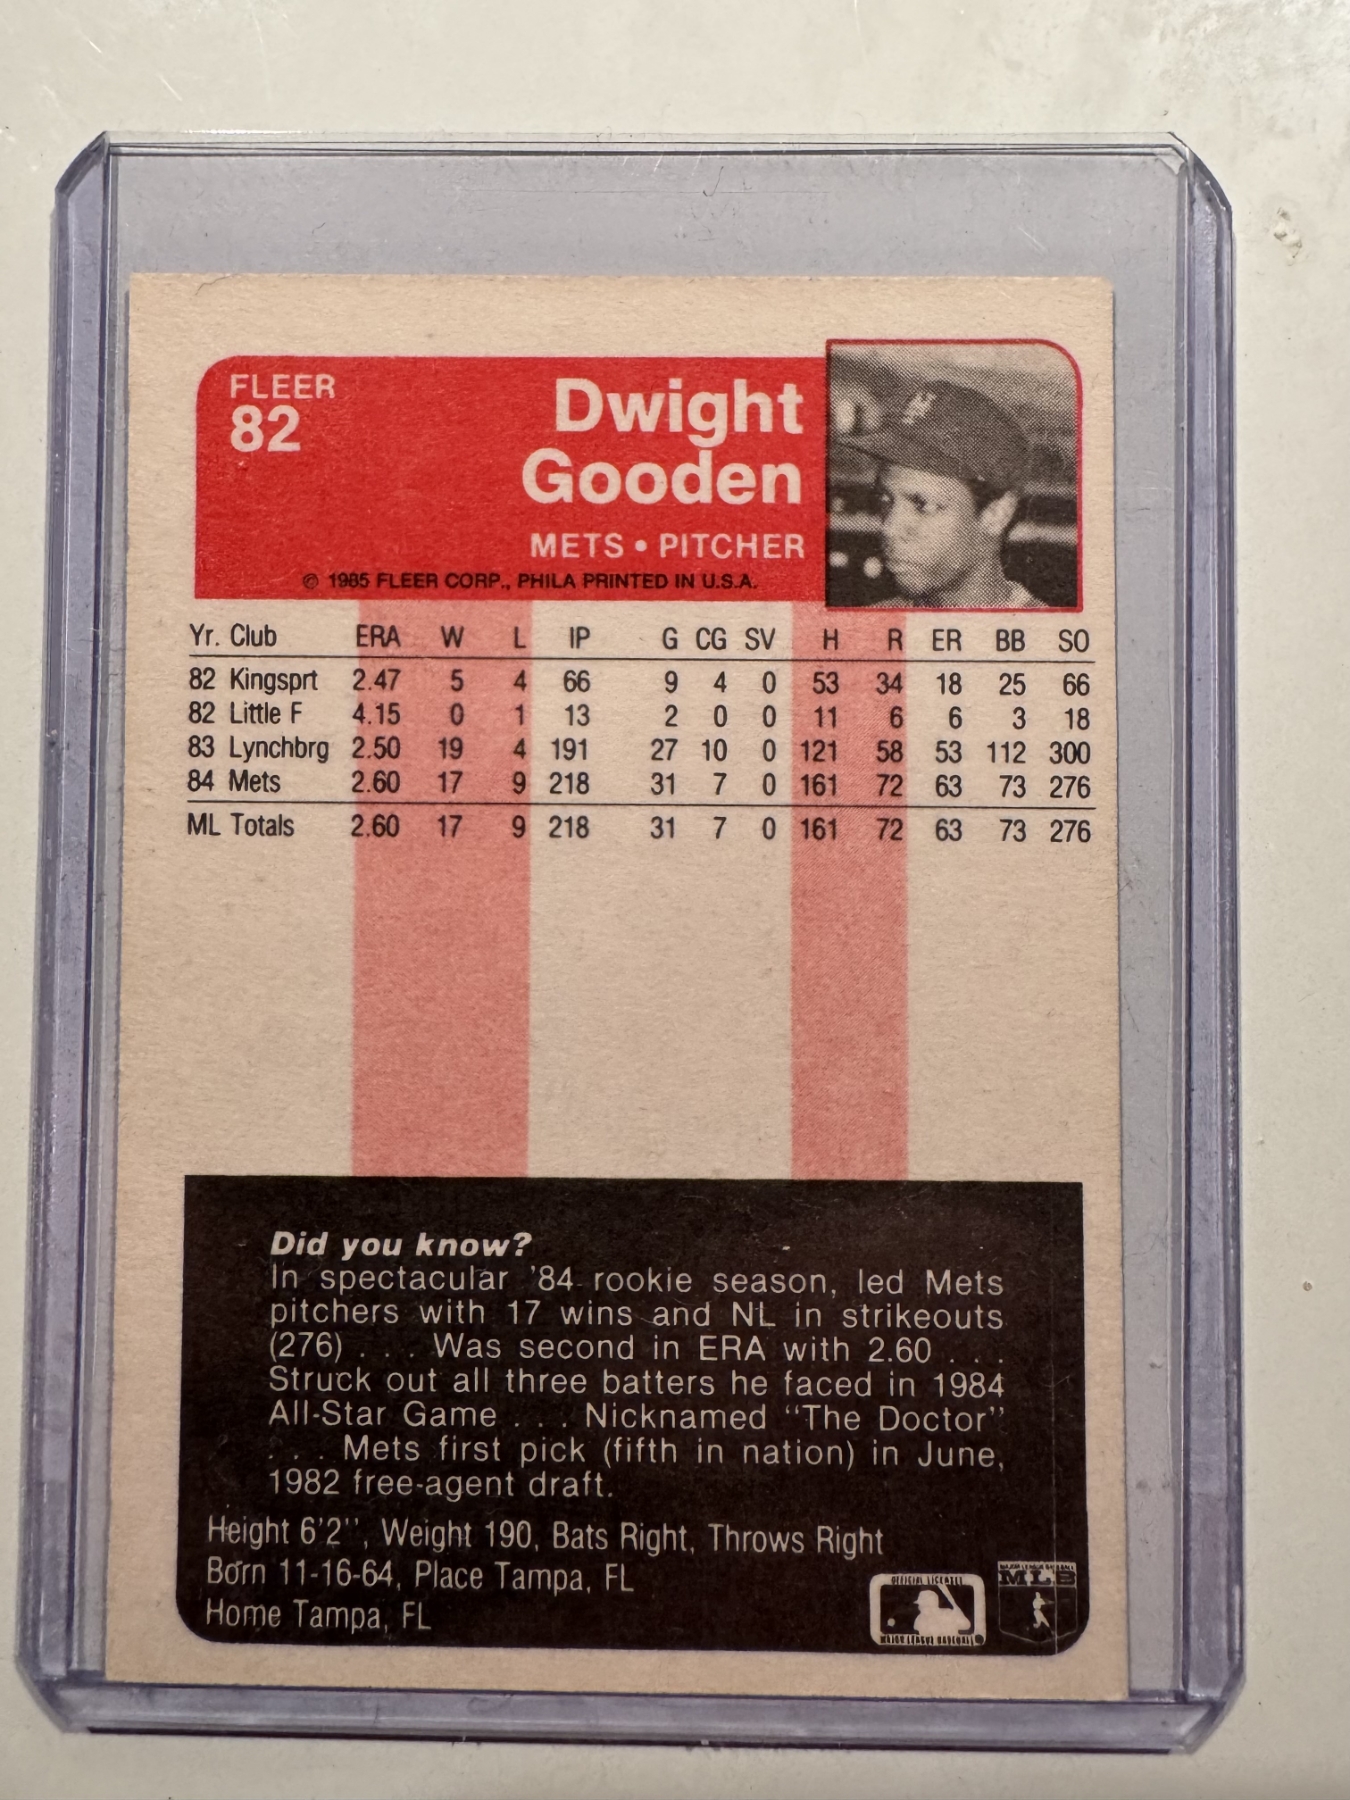 FLEER
82
Dwight
Gooden
METS • PITCHER
© 1985 FLEER CORP., PHILA PRINTED IN U.S.A.
Yr. Club ERA W L IP G CG SV H R ER BB SO
82 Kingsprt 2.47 5 4 66 9 4 0 53 34 18 25 66
82 Little F 4.15 0 1 13 2 0 0 11 6 6 3 18
83 Lynchbrg 2.50 19 4 191 27 10 0 121 58 53 112 300
84 Mets 2.60 17 9 218 31 7 0 161 72 63 73 276
ML Totals 2.60 17 9 218 31 7 0 161 72 63 73 276
Did you know?
In spectacular '84 rookie season, led Mets
pitchers with 17 wins and NL in strikeouts
(276) . . . Was second in ERA with 2.60 . . .
Struck out all three batters he faced in 1984
All-Star Game . . . Nicknamed "The Doctor"
. . . Mets first pick (fifth in nation) in June,
1982 free-agent draft.
Height 6'2'', Weight 190, Bats Right, Throws Right
Born 11-16-64, Place Tampa, FL
Home Tampa, FL
OFFICIAL LICENSEE
MAJOR LEAGUE BASEBALL
MLB